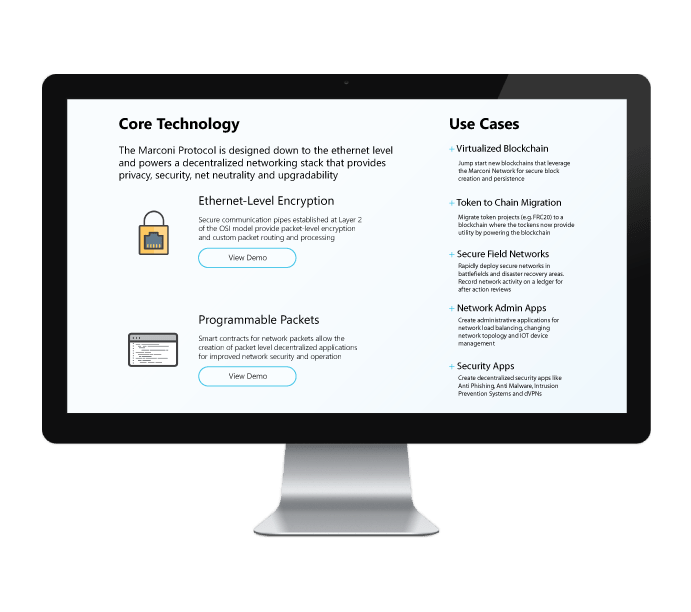 Core Technology
The Marconi Protocol is designed down to the ethernet level
and powers a decentralized networking stack that provides
privacy, security, net neutrality and upgradability
Ethernet-Level Encryption
Secure communication pipes established at Layer 2
of the OSI model provide packet-level encryption
and custom packet routing and processing
View Demo
Programmable Packets
Smart contracts for network packets allow the
creation of packet level decentralized applications
for improved network security and operation
View Demo
Use Cases
+ Virtualized Blockchain
Jump start new blockchains that leverage
the Marconi Network for secure block
creation and persistence
+ Token to Chain Migration
Migrate token projects (e.g. FRC20) to a
blockchain where the tockens now provide
utility by powering the blockchain
+ Secure Field Networks
Rapidly deploy secure networks in
battlefields and disaster recovery areas.
Record network activity on a ledger for
after action reviews
+ Network Admin Apps
Create administrative applications for
network load balancing, changing
network topology and IOT device
management
+ Security Apps
Create decentralized security apps like
Anti Phishing, Anti Malware, Intrusion
Prevention Systems and dVPNs